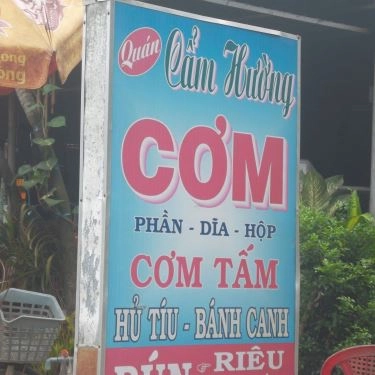 Quán
Cẩm Hường
CƠM
PHẦN - DĨA - HỘP
CƠM TẤM
HỦ TÍU - BÁNH CANH
BÚN RIÊU